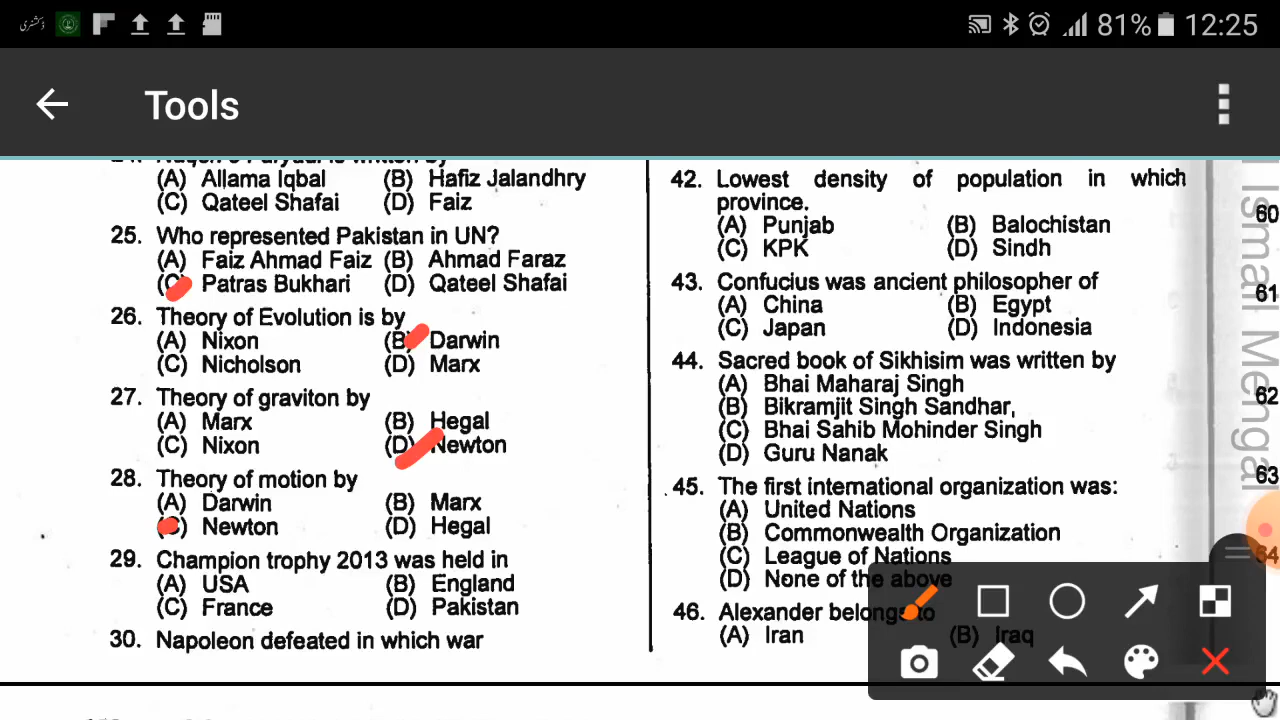 ڈکشنری
81% 12:25
Tools
(A) Allama Iqbal (B) Hafiz Jalandhry
(C) Qateel Shafai (D) Faiz
25. Who represented Pakistan in UN?
(A) Faiz Ahmad Faiz (B) Ahmad Faraz
(C) Patras Bukhari (D) Qateel Shafai
26. Theory of Evolution is by
(A) Nixon (B) Darwin
(C) Nicholson (D) Marx
27. Theory of graviton by
(A) Marx (B) Hegal
(C) Nixon (D) Newton
28. Theory of motion by
(A) Darwin (B) Marx
(C) Newton (D) Hegal
29. Champion trophy 2013 was held in
(A) USA (B) England
(C) France (D) Pakistan
30. Napoleon defeated in which war
42. Lowest density of population in which
province.
(A) Punjab (B) Balochistan
(C) KPK (D) Sindh
43. Confucius was ancient philosopher of
(A) China (B) Egypt
(C) Japan (D) Indonesia
44. Sacred book of Sikhisim was written by
(A) Bhai Maharaj Singh
(B) Bikramjit Singh Sandhar,
(C) Bhai Sahib Mohinder Singh
(D) Guru Nanak
45. The first international organization was:
(A) United Nations
(B) Commonwealth Organization
(C) League of Nations
(D) None of the above
46. Alexander belongs to
(A) Iran (B) Iraq
60
61
62
63
64
Ismail Mengal